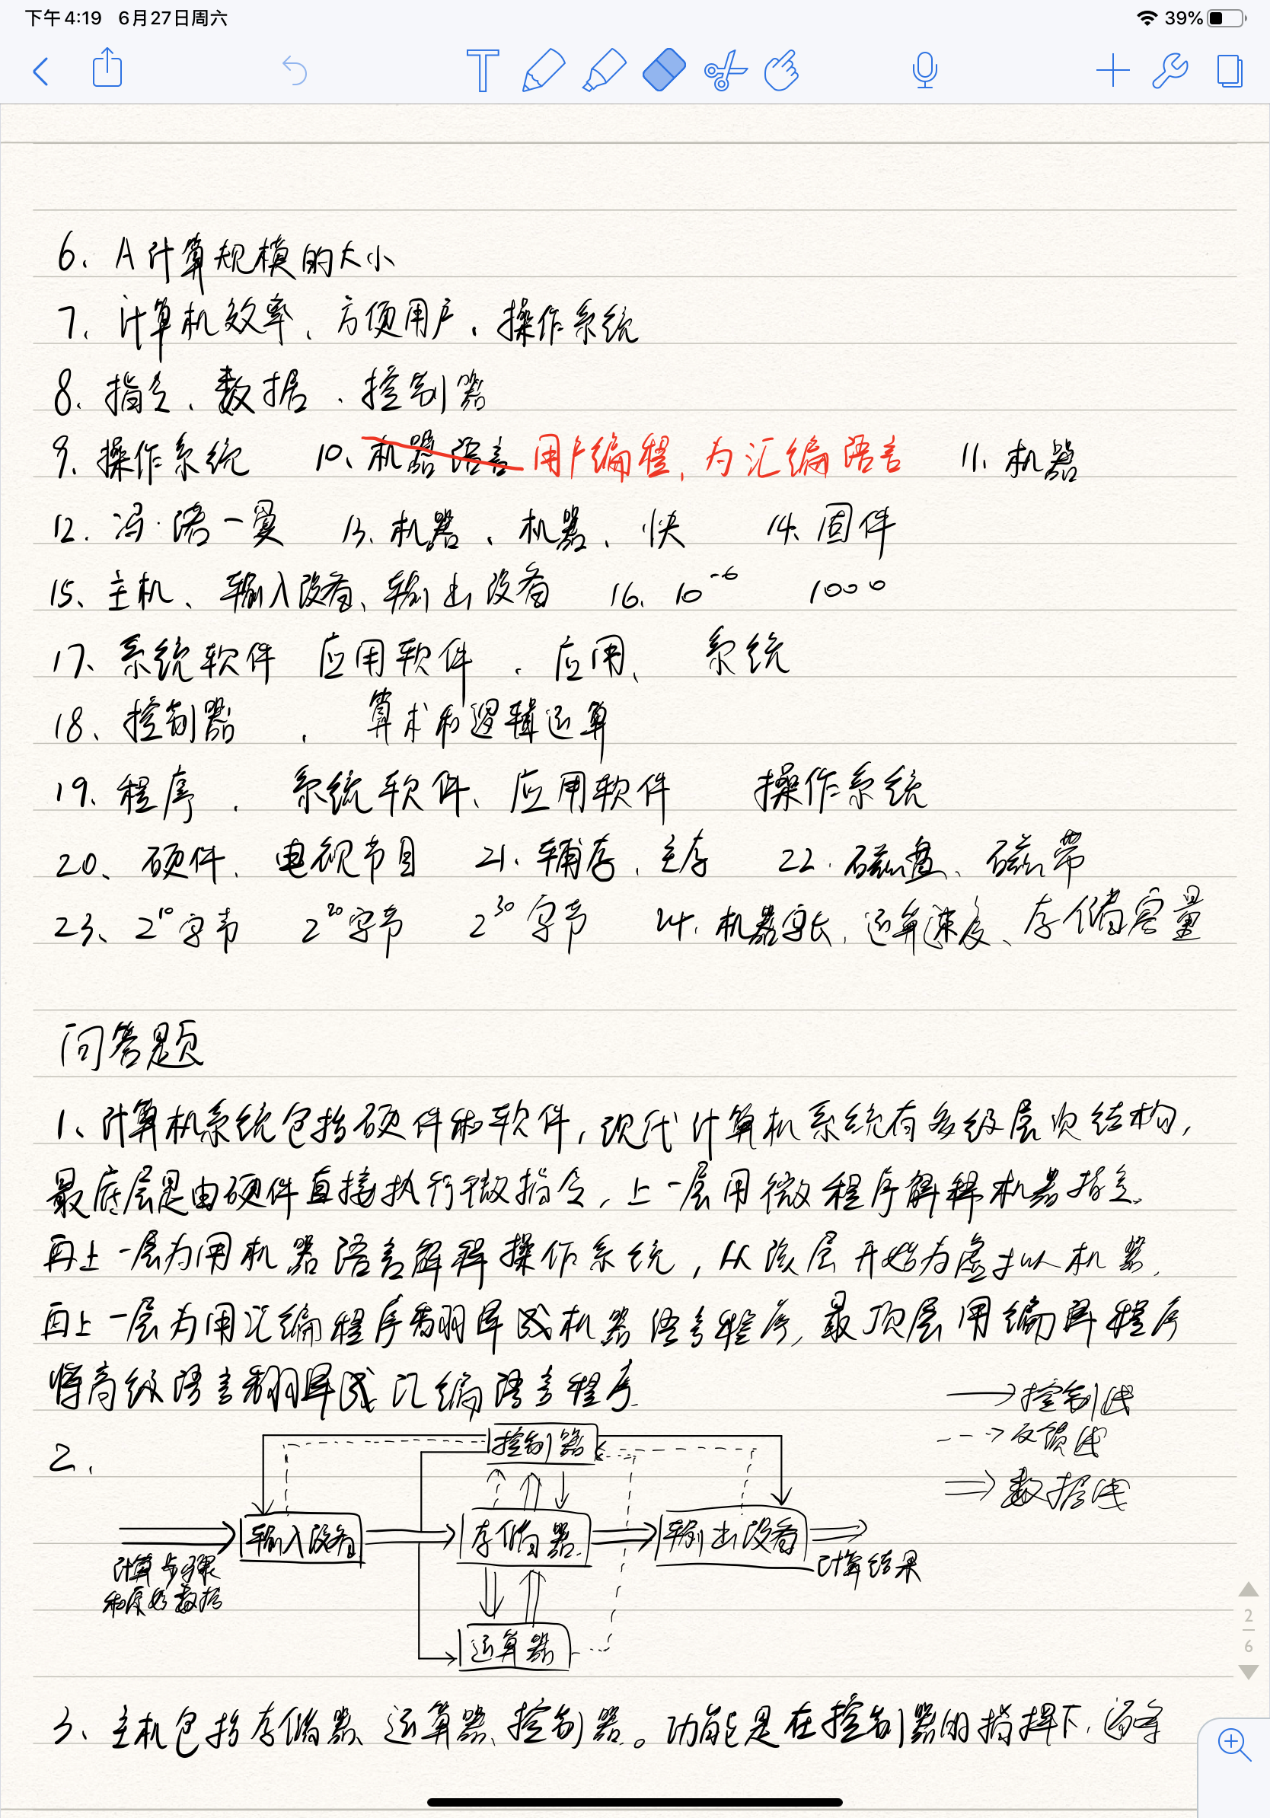 下午4:19 6月27日周六 39%
6、A计算规模的大小
7、计算机效率、方便用户、操作系统
8、指令、数据、控制器
9、操作系统 10、机器语言 用户编程,为汇编语言 11、机器
12、冯·诺一曼 13、机器、机器、快 14、固件
15、主机、输入设备、输出设备 16、10⁻⁶ 1000
17、系统软件 应用软件、应用、系统
18、控制器 、算术和逻辑运算
19、程序、系统软件、应用软件 操作系统
20、硬件、电视节目 21、辅存、主存 22、磁盘、磁带
23、2¹⁰字节 2²⁰字节 2³⁰字节 24、机器字长、运算速度、存储容量
问答题
1、计算机系统包括硬件和软件,现代计算机系统有多级层次结构,
最底层是由硬件直接执行微指令,上一层用微程序解释机器指令,
再上一层为用机器语言解释操作系统,从该层开始为虚拟机器,
再上一层为用汇编程序翻译成机器语言程序,最顶层用编译程序
将高级语言翻译成汇编语言程序.
→控制线
2、 控制器 --→反馈线
⇒数据线
输入设备 存储器 输出设备
计算步骤 计算结果
和原始数据
运算器
3、主机包括存储器、运算器、控制器。功能是在控制器的指挥下,逐条
2
6